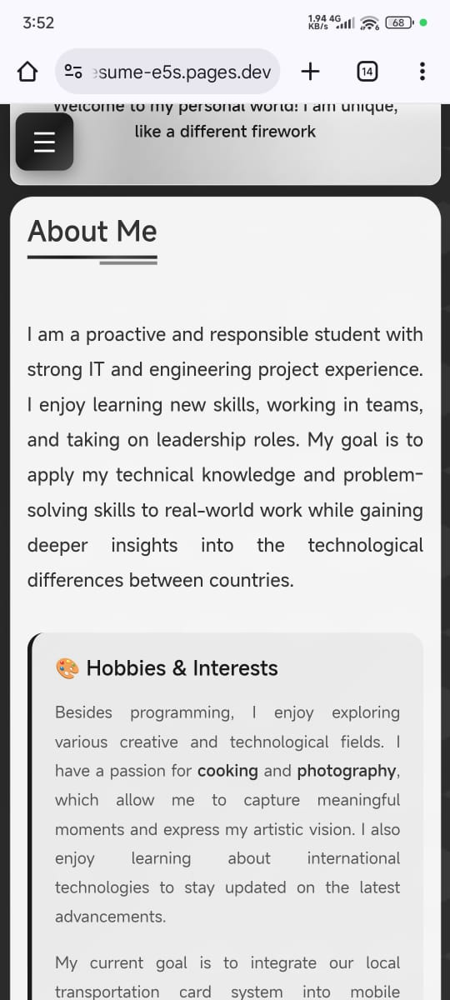 3:52
1.94 4G
KB/s
6
68
esume-e5s.pages.dev
14
Welcome to my personal world! I am unique,
like a different firework
About Me
I am a proactive and responsible student with
strong IT and engineering project experience.
I enjoy learning new skills, working in teams,
and taking on leadership roles. My goal is to
apply my technical knowledge and problem-
solving skills to real-world work while gaining
deeper insights into the technological
differences between countries.
🎨 Hobbies & Interests
Besides programming, I enjoy exploring
various creative and technological fields. I
have a passion for cooking and photography,
which allow me to capture meaningful
moments and express my artistic vision. I also
enjoy learning about international
technologies to stay updated on the latest
advancements.
My current goal is to integrate our local
transportation card system into mobile